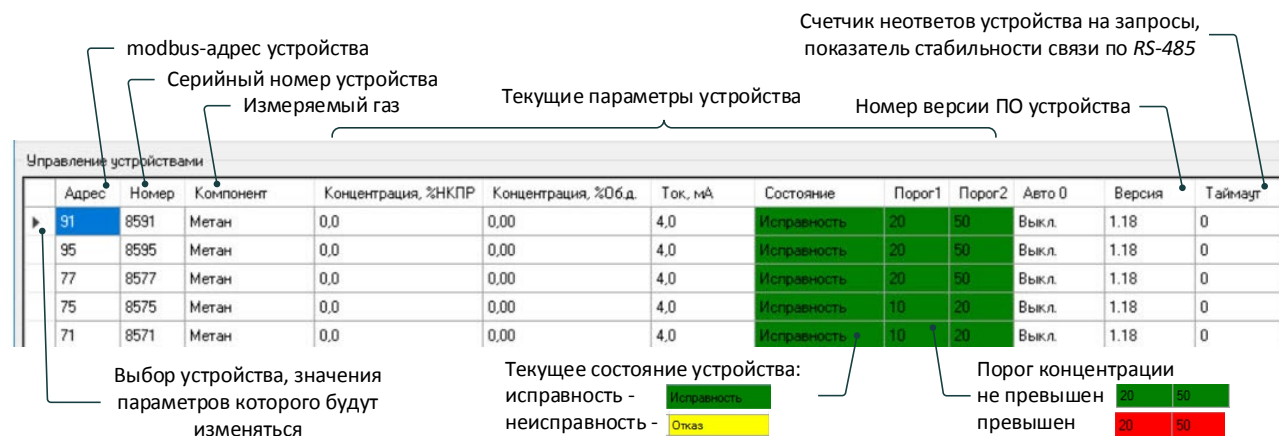 Счетчик неответов устройства на запросы,
показатель стабильности связи по RS-485
modbus-адрес устройства
Серийный номер устройства
Измеряемый газ
Текущие параметры устройства
Номер версии ПО устройства
Управление устройствами
Адрес Номер Компонент Концентрация, %НКПР Концентрация, %Об.д. Ток, мА Состояние Порог1 Порог2 Авто 0 Версия Таймаут
91 8591 Метан 0,0 0,00 4,0 Исправность 20 50 Выкл. 1.18 0
95 8595 Метан 0,0 0,00 4,0 Исправность 20 50 Выкл. 1.18 0
77 8577 Метан 0,0 0,00 4,0 Исправность 20 50 Выкл. 1.18 0
75 8575 Метан 0,0 0,00 4,0 Исправность 10 20 Выкл. 1.18 0
71 8571 Метан 0,0 0,00 4,0 Исправность 10 20 Выкл. 1.18 0
Выбор устройства, значения
параметров которого будут
изменяться
Текущее состояние устройства:
исправность - Исправность
неисправность - Отказ
Порог концентрации
не превышен 20 50
превышен 20 50